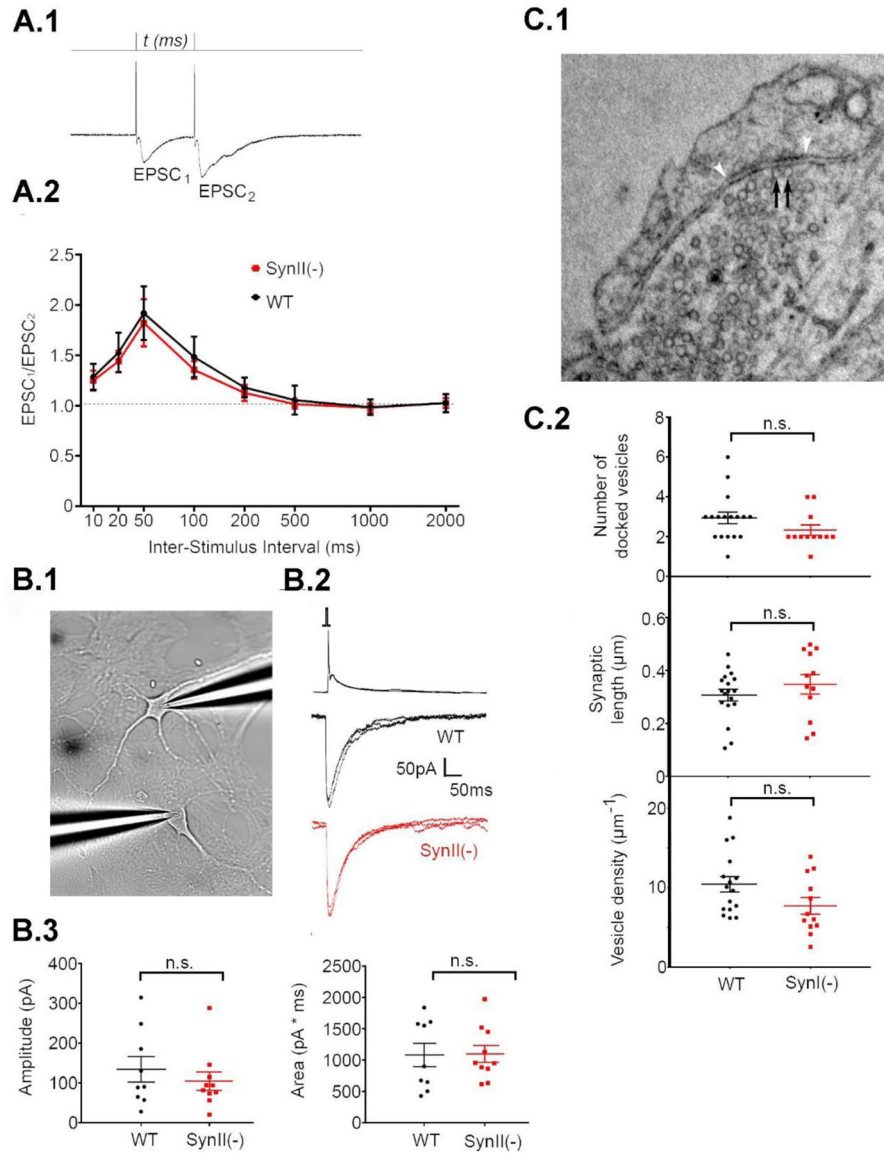 A.1
t (ms)
EPSC1
EPSC2
A.2
EPSC1/EPSC2
2.5
2.0
1.5
1.0
0.5
0
SynII(-)
WT
10 20 50 100 200 500 1000 2000
Inter-Stimulus Interval (ms)
B.1
B.2
WT
50pA
50ms
SynII(-)
B.3
Amplitude (pA)
400
300
200
100
0
n.s.
WT SynII(-)
Area (pA * ms)
2500
2000
1500
1000
500
0
n.s.
WT SynII(-)
C.1
C.2
Number of
docked vesicles
8
6
4
2
0
n.s.
Synaptic
length (µm)
0.6
0.4
0.2
0
n.s.
Vesicle density (µm-1)
20
10
0
n.s.
WT SynI(-)